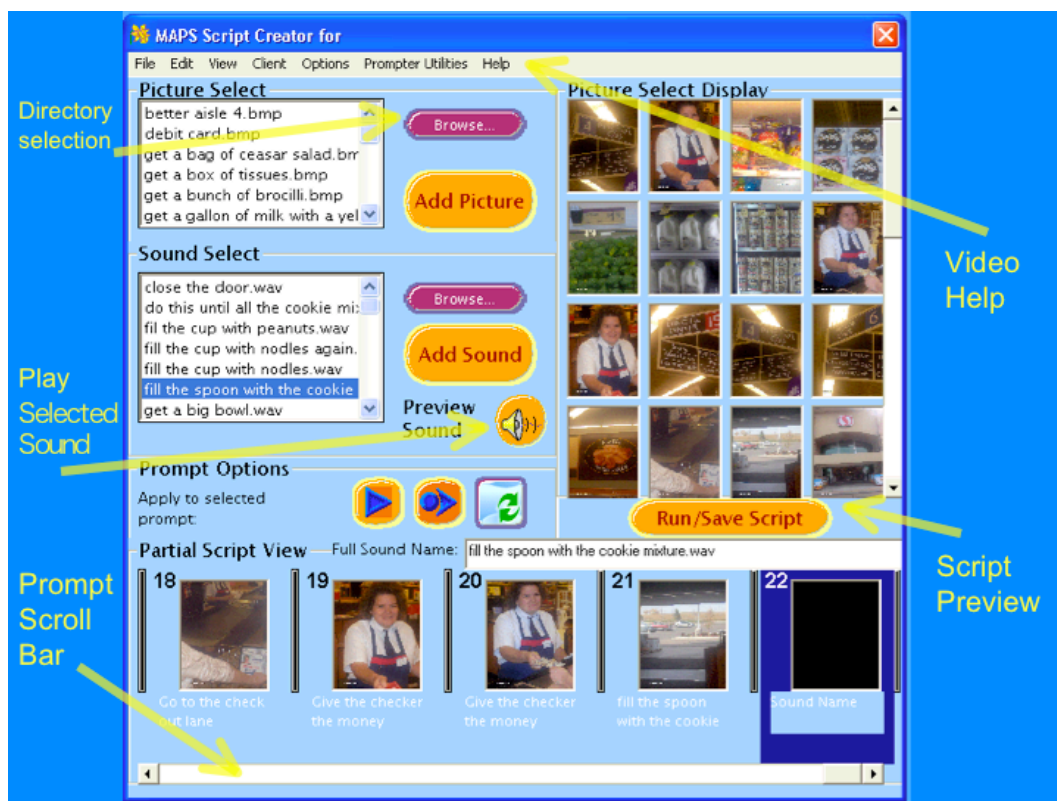 MAPS Script Creator for
File Edit View Client Options Prompter Utilities Help
Picture Select
Picture Select Display
Directory
selection
better aisle 4.bmp
debit card.bmp
get a bag of ceasar salad.bm
get a box of tissues.bmp
get a bunch of brocilli.bmp
get a gallon of milk with a yel
Browse...
Add Picture
Video
Help
Sound Select
close the door.wav
do this until all the cookie mix
fil the cup with peanuts.wav
fill the cup with nodles again.
fill the cup with nodles.wav
fill the spoon with the cookie
get a big bowl.wav
Browse...
Add Sound
Preview
Sound
Play
Selected
Sound
Prompt Options
Apply to selected
prompt:
Run/Save Script
Script
Preview
Partial Script View
Full Sound Name: fill the spoon with the cookie mixture.wav
Prompt
Scroll
Bar
18 19 20 21 22
Go to the check
out lane
Give the checker
the money
Give the checker
the money
fill the spoon
with the cookie
Sound Name